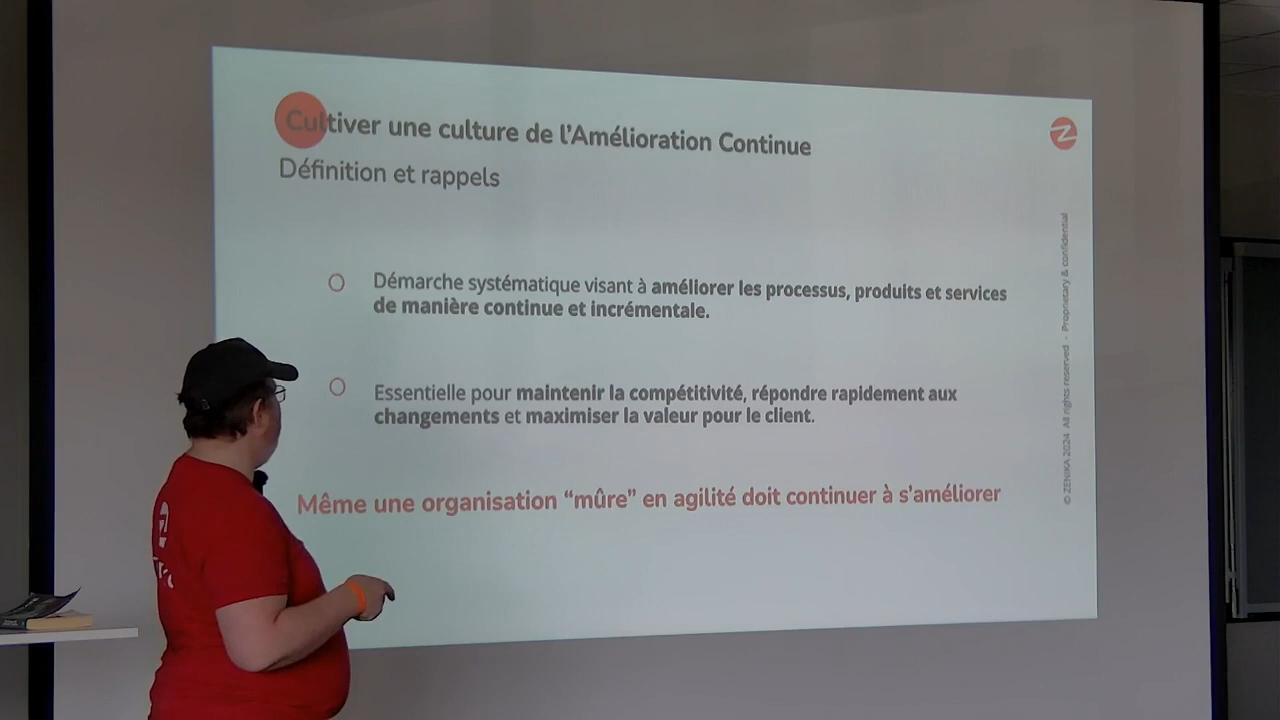 Cultiver une culture de l'Amélioration Continue
Définition et rappels
Démarche systématique visant à améliorer les processus, produits et services
de manière continue et incrémentale.
Essentielle pour maintenir la compétitivité, répondre rapidement aux
changements et maximiser la valeur pour le client.
Même une organisation “mûre” en agilité doit continuer à s'améliorer
© ZENIKA 2024 All rights reserved - Proprietary & confidential